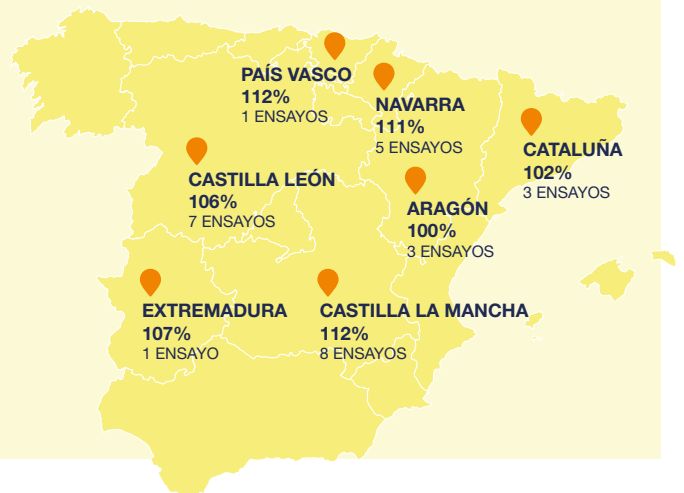 PAÍS VASCO
112%
1 ENSAYOS
NAVARRA
111%
5 ENSAYOS
CATALUÑA
102%
3 ENSAYOS
CASTILLA LEÓN
106%
7 ENSAYOS
ARAGÓN
100%
3 ENSAYOS
EXTREMADURA
107%
1 ENSAYO
CASTILLA LA MANCHA
112%
8 ENSAYOS